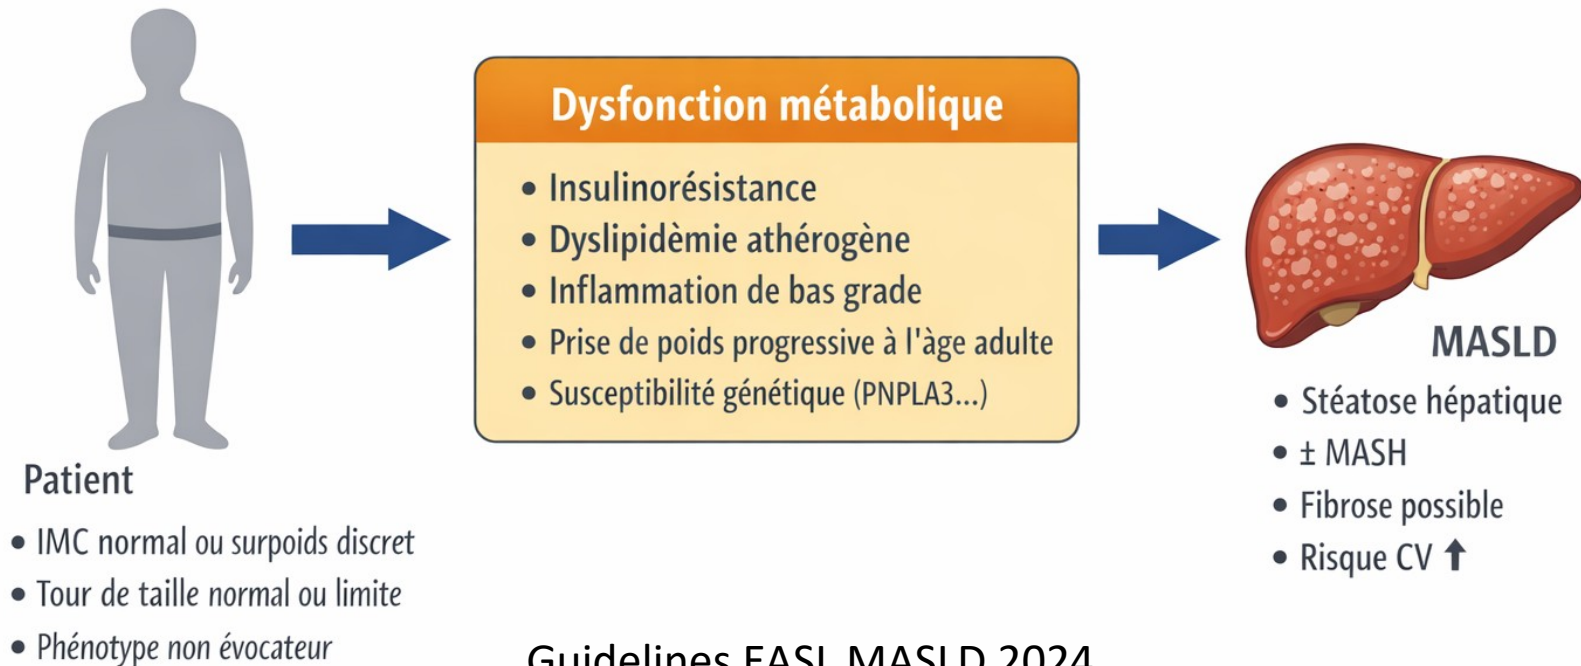 Dysfonction métabolique
• Insulinorésistance
• Dyslipidèmie athérogène
• Inflammation de bas grade
• Prise de poids progressive à l'àge adulte
• Susceptibilité génétique (PNPLA3...)
Patient
• IMC normal ou surpoids discret
• Tour de taille normal ou limite
• Phénotype non évocateur
MASLD
• Stéatose hépatique
• ± MASH
• Fibrose possible
• Risque CV ⬆
Guidelines EASL MASLD 2024